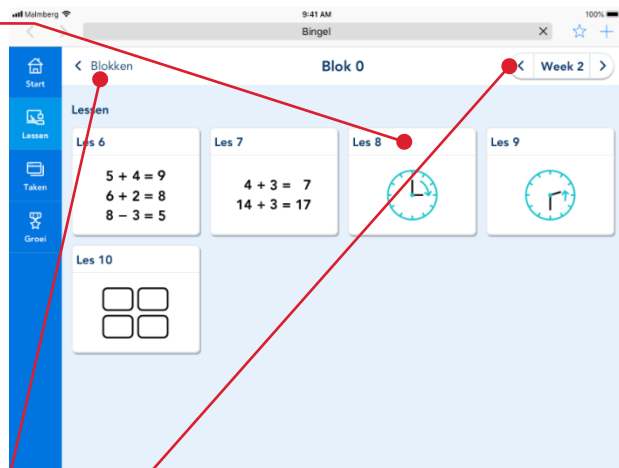 Malmberg 9:41 AM 100%
Bingel
Start
Lessen
Taken
Groei
Blokken Blok 0 Week 2
Lessen
Les 6
5 + 4 = 9
6 + 2 = 8
8 − 3 = 5
Les 7
4 + 3 = 7
14 + 3 = 17
Les 8
Les 9
Les 10